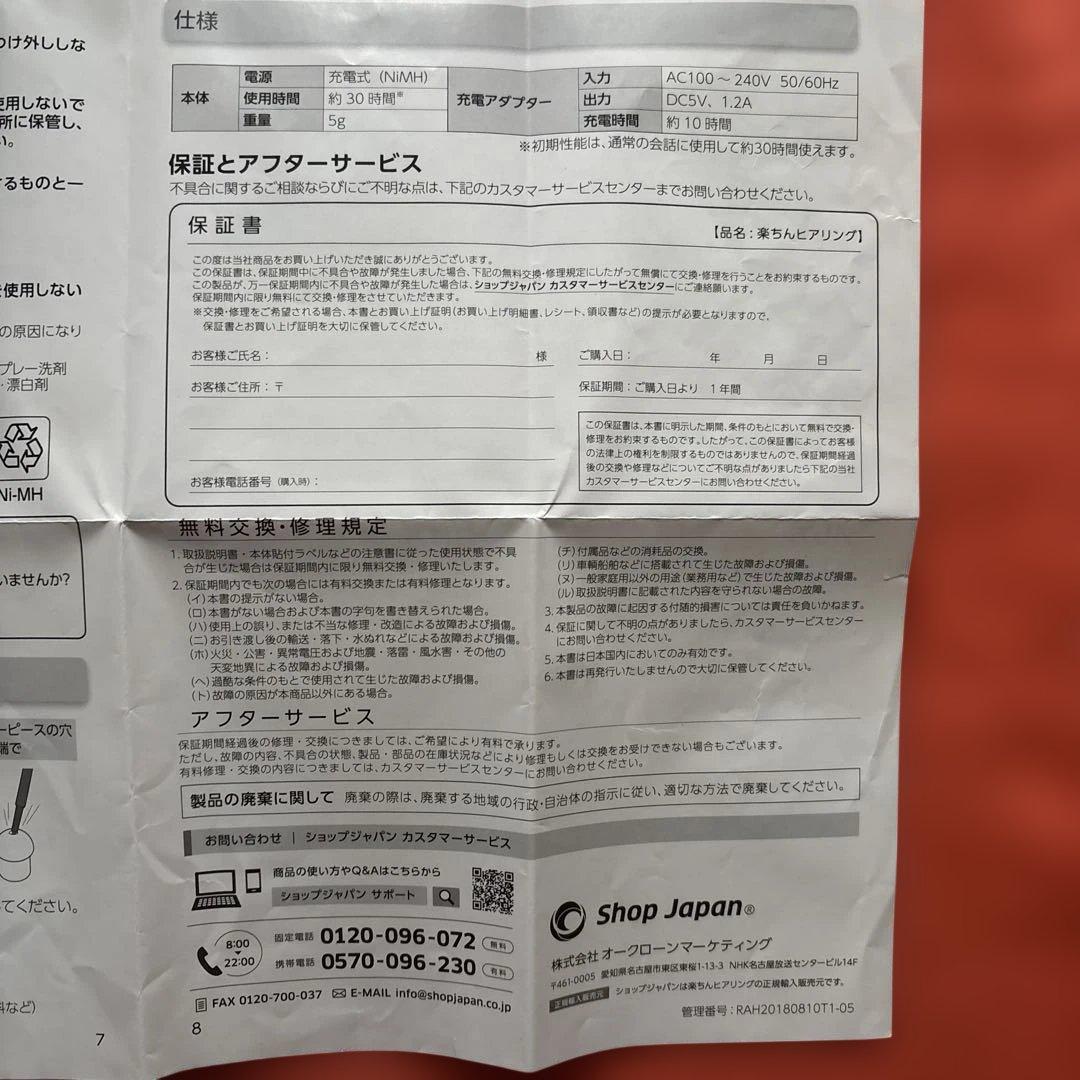 つけ外ししな
使用しないで
所に保管し、
い。
するものと一
を使用しない
の原因になり
プレー洗剤
・漂白剤
Ni-MH
いませんか?
ーピースの穴
端で
てください。
料など)
7
仕様
本体 電源 充電式（NiMH） 充電アダプター 入力 AC100～240V 50/60Hz
使用時間 約30時間※ 出力 DC5V、1.2A
重量 5g 充電時間 約10時間
※初期性能は、通常の会話に使用して約30時間使えます。
保証とアフターサービス
不具合に関するご相談ならびにご不明な点は、下記のカスタマーサービスセンターまでお問い合わせください。
保証書
【品名：楽ちんヒアリング】
この度は当社商品をお買い上げいただき誠にありがとうございます。
この保証書は、保証期間中に不具合や故障が発生しました場合、下記の無料交換・修理規定にしたがって無償にて交換・修理を行うことをお約束するものです。
この製品が、万一保証期間内に不具合や故障が発生した場合は、ショップジャパン カスタマーサービスセンターにご連絡願います。
保証期間内に限り無料にて交換・修理をさせていただきます。
※交換・修理をご希望される場合、本書とお買い上げ証明（お買い上げ明細書、レシート、領収書など）の提示が必要となりますので、
保証書とお買い上げ証明を大切に保管してください。
お客様ご氏名： 様
お客様ご住所：〒
お客様電話番号（購入時）：
ご購入日： 年 月 日
保証期間：ご購入日より 1年間
この保証書は、本書に明示した期間、条件のもとにおいて無料で交換・
修理をお約束するものです。したがって、この保証書によってお客様
の法律上の権利を制限するものではありませんので、保証期間経過
後の交換や修理などについてご不明な点がありましたら下記の当社
カスタマーサービスセンターにお問い合わせください。
無料交換・修理規定
1. 取扱説明書・本体貼付ラベルなどの注意書に従った使用状態で不具
合が生じた場合は保証期間内に限り無料交換・修理いたします。
2. 保証期間内でも次の場合には有料交換または有料修理となります。
（イ）本書の提示がない場合。
（ロ）本書がない場合および本書の字句を書き替えられた場合。
（ハ）使用上の誤り、または不当な修理・改造による故障および損傷。
（ニ）お引き渡し後の輸送・落下・水ぬれなどによる故障および損傷。
（ホ）火災・公害・異常電圧および地震・落雷・風水害・その他の
天変地異による故障および損傷。
（ヘ）過酷な条件のもとで使用されて生じた故障および損傷。
（ト）故障の原因が本商品以外にある場合。
（チ）付属品などの消耗品の交換。
（リ）車輌船舶などに搭載されて生じた故障および損傷。
（ヌ）一般家庭用以外の用途（業務用など）で生じた故障および損傷。
（ル）取扱説明書に記載された内容を守られない場合の故障。
3. 本製品の故障に起因する付随的損害については責任を負いかねます。
4. 保証に関して不明の点がありましたら、カスタマーサービスセンター
にお問い合わせください。
5. 本書は日本国内においてのみ有効です。
6. 本書は再発行いたしませんので大切に保管してください。
アフターサービス
保証期間経過後の修理・交換につきましては、ご希望により有料で承ります。
ただし、故障の内容、不具合の状態、製品・部品の在庫状況などにより修理もしくは交換をお受けできない場合もございます。
有料修理・交換の内容につきましては、カスタマーサービスセンターにお問い合わせください。
製品の廃棄に関して 廃棄の際は、廃棄する地域の行政・自治体の指示に従い、適切な方法で廃棄してください。
お問い合わせ｜ショップジャパン カスタマーサービス
商品の使い方やQ&Aはこちらから
ショップジャパン サポート
8:00
22:00
固定電話 0120-096-072 無料
携帯電話 0570-096-230 有料
FAX 0120-700-037 E-MAIL info@shopjapan.co.jp
Shop Japan®
株式会社 オークローンマーケティング
〒461-0005 愛知県名古屋市東区東桜1-13-3 NHK名古屋放送センタービル14F
正規輸入販売元 ショップジャパンは楽ちんヒアリングの正規輸入販売元です。
管理番号：RAH20180810T1-05
8